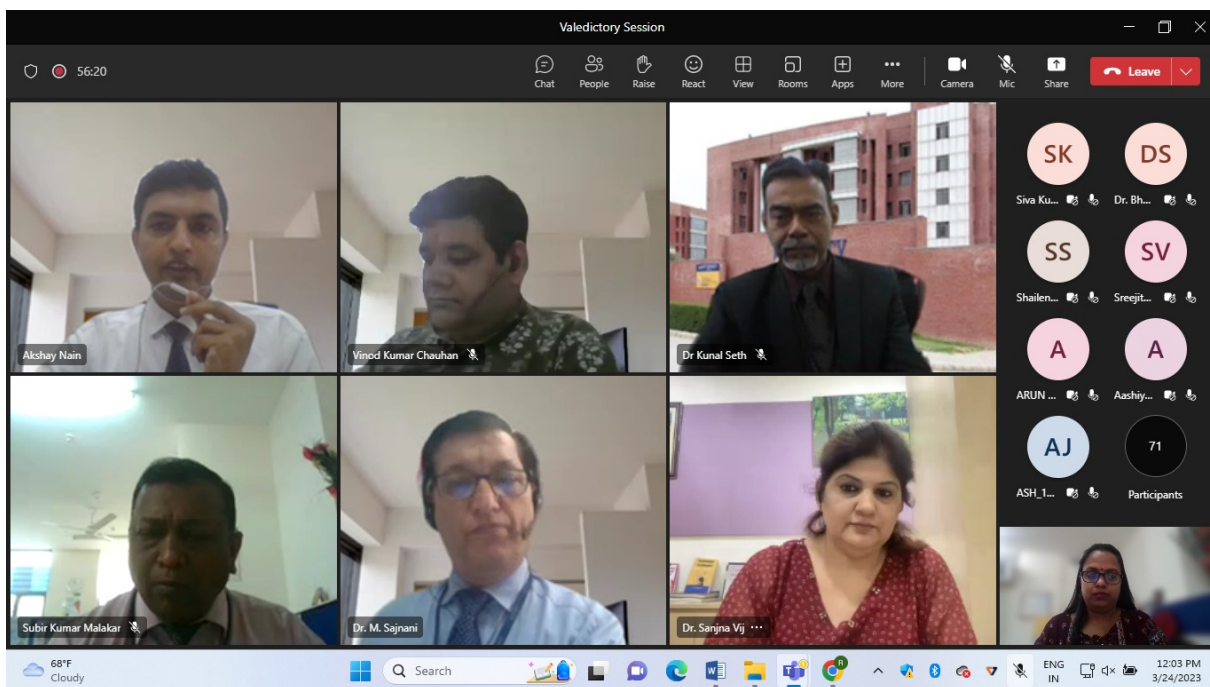 Valedictory Session
56:20
Chat
People
Raise
React
View
Rooms
Apps
More
Camera
Mic
Share
Leave
Akshay Nain
Vinod Kumar Chauhan
Dr Kunal Seth
Subir Kumar Malakar
Dr. M. Sajnani
Dr. Sanjna Vij ...
SK
DS
Siva Ku...
Dr. Bh...
SS
SV
Shailen...
Sreejit...
A
A
ARUN ...
Aashiy...
AJ
71
ASH_1...
Participants
68°F
Cloudy
Search
ENG
IN
12:03 PM
3/24/2023